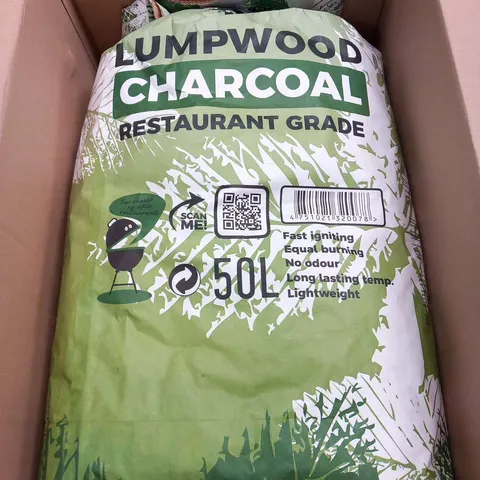 LUMPWOOD
CHARCOAL
RESTAURANT GRADE
SCAN
ME!
4 751021 320078 >
Fast igniting
Equal burning
No odour
Long lasting temp.
Lightweight
50L